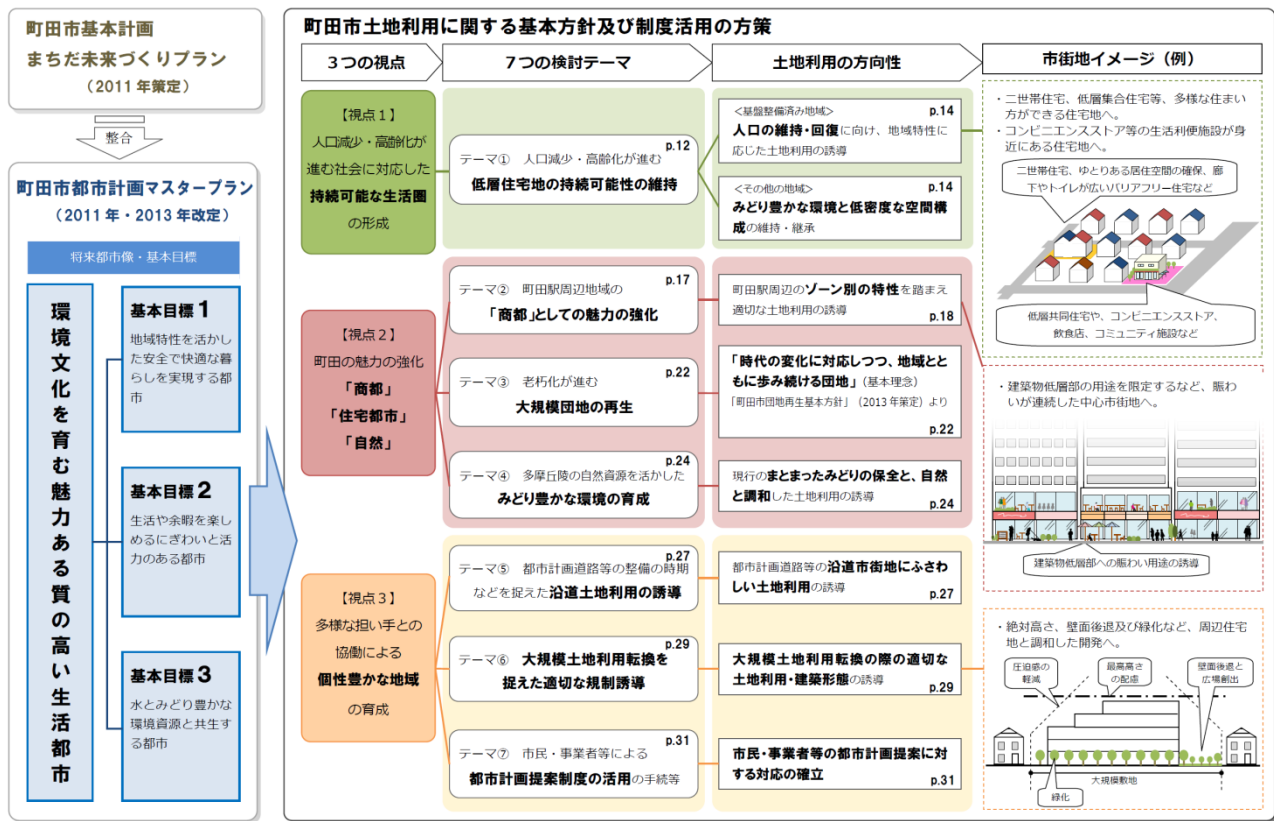 町田市基本計画
まちだ未来づくりプラン
（2011年策定）
整合
町田市都市計画マスタープラン
（2011年・2013年改定）
将来都市像・基本目標
環境文化を育む魅力ある質の高い生活都市
基本目標1
地域特性を活かし
た安全で快適な暮
らしを実現する都
市
基本目標2
生活や余暇を楽し
めるにぎわいと活
力のある都市
基本目標3
水とみどり豊かな
環境資源と共生す
る都市
町田市土地利用に関する基本方針及び制度活用の方策
3つの視点
7つの検討テーマ
土地利用の方向性
市街地イメージ（例）
【視点1】
人口減少・高齢化が
進む社会に対応した
持続可能な生活圏
の形成
p.12
テーマ① 人口減少・高齢化が進む
低層住宅地の持続可能性の維持
＜基盤整備済み地域＞ p.14
人口の維持・回復に向け、地域特性に
応じた土地利用の誘導
＜その他の地域＞ p.14
みどり豊かな環境と低密度な空間構
成の維持・継承
・二世帯住宅、低層集合住宅等、多様な住まい
方ができる住宅地へ。
・コンビニエンスストア等の生活利便施設が身
近にある住宅地へ。
二世帯住宅、ゆとりある居住空間の確保、廊
下やトイレが広いバリアフリー住宅など
低層共同住宅や、コンビニエンスストア、
飲食店、コミュニティ施設など
【視点2】
町田の魅力の強化
「商都」
「住宅都市」
「自然」
p.17
テーマ② 町田駅周辺地域の
「商都」としての魅力の強化
町田駅周辺のゾーン別の特性を踏まえ
適切な土地利用の誘導
p.18
p.22
テーマ③ 老朽化が進む
大規模団地の再生
「時代の変化に対応しつつ、地域とと
もに歩み続ける団地」（基本理念）
「町田市団地再生基本方針」（2013年策定）より
p.22
p.24
テーマ④ 多摩丘陵の自然資源を活かした
みどり豊かな環境の育成
現行のまとまったみどりの保全と、自然
と調和した土地利用の誘導
p.24
・建築物低層部の用途を限定するなど、賑わ
いが連続した中心市街地へ。
建築物低層部への賑わい用途の誘導
【視点3】
多様な担い手との
協働による
個性豊かな地域
の育成
p.27
テーマ⑤ 都市計画道路等の整備の時期
などを捉えた沿道土地利用の誘導
都市計画道路等の沿道市街地にふさわ
しい土地利用の誘導
p.27
p.29
テーマ⑥ 大規模土地利用転換を
捉えた適切な規制誘導
大規模土地利用転換の際の適切な
土地利用・建築形態の誘導
p.29
p.31
テーマ⑦ 市民・事業者等による
都市計画提案制度の活用の手続等
市民・事業者等の都市計画提案に対
する対応の確立
p.31
・絶対高さ、壁面後退及び緑化など、周辺住宅
地と調和した開発へ。
圧迫感の
軽減
最高高さ
の配慮
壁面後退と
広場創出
大規模敷地
緑化